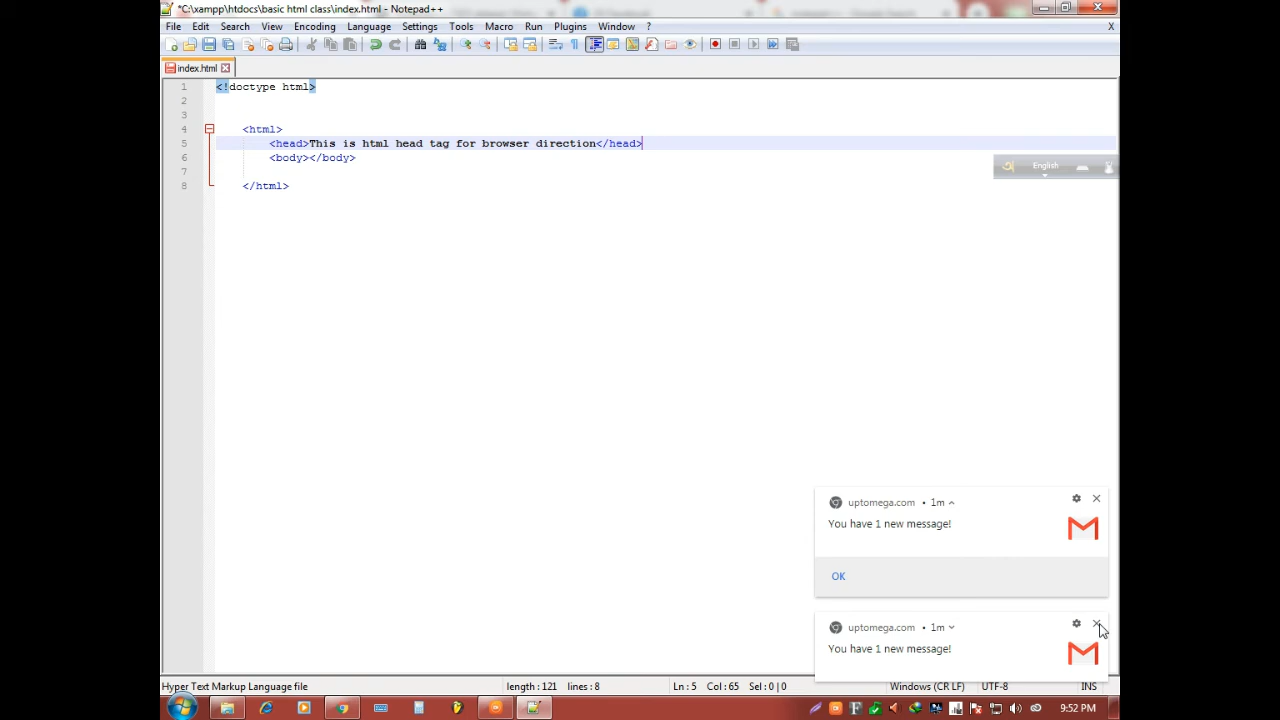 *C:\xampp\htdocs\basic html class\index.html - Notepad++
File Edit Search View Encoding Language Settings Tools Macro Run Plugins Window ? X
index.html
1 <!doctype html>
2
3
4 <html>
5 <head>This is html head tag for browser direction</head>
6 <body></body>
7
8 </html>
English
uptomega.com • 1m
You have 1 new message!
OK
uptomega.com • 1m
You have 1 new message!
Hyper Text Markup Language file length : 121 lines : 8 Ln : 5 Col : 65 Sel : 0 | 0 Windows (CR LF) UTF-8 INS
9:52 PM